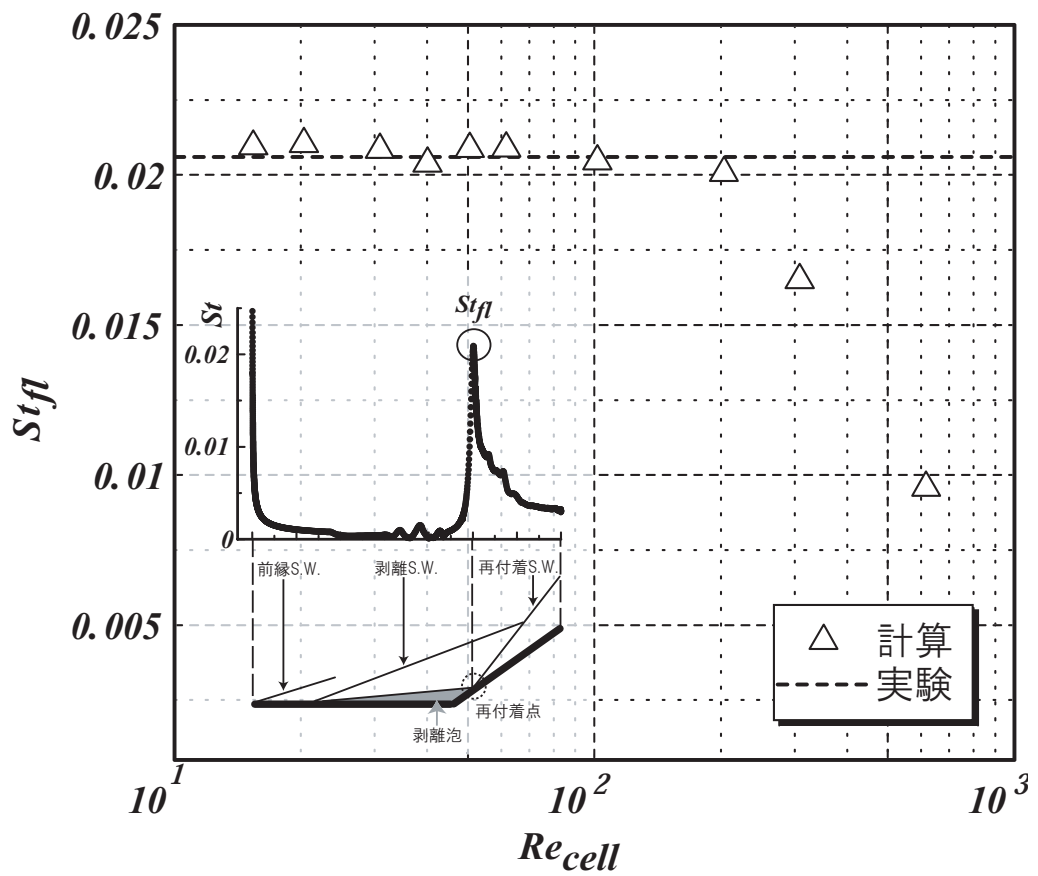 0.025
0.02
0.015
0.01
0.005
St_fl
St
0.02
0.01
0
St_fl
前縁S.W.
剥離S.W.
再付着S.W.
再付着点
剥離泡
計算
実験
10^1
10^2
10^3
Re_cell